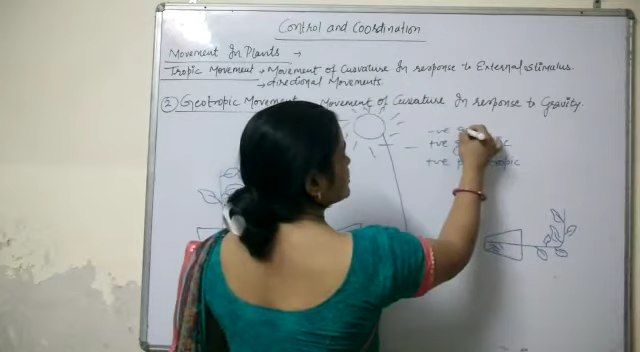 Control and Coordination
Movement In Plants →
Tropic Movement → Movement of Curvature In response to External stimulus.
→ directional Movements.
② Geotropic Movement Movement of Curvature In response to Gravity
-ve
+ve
+ve